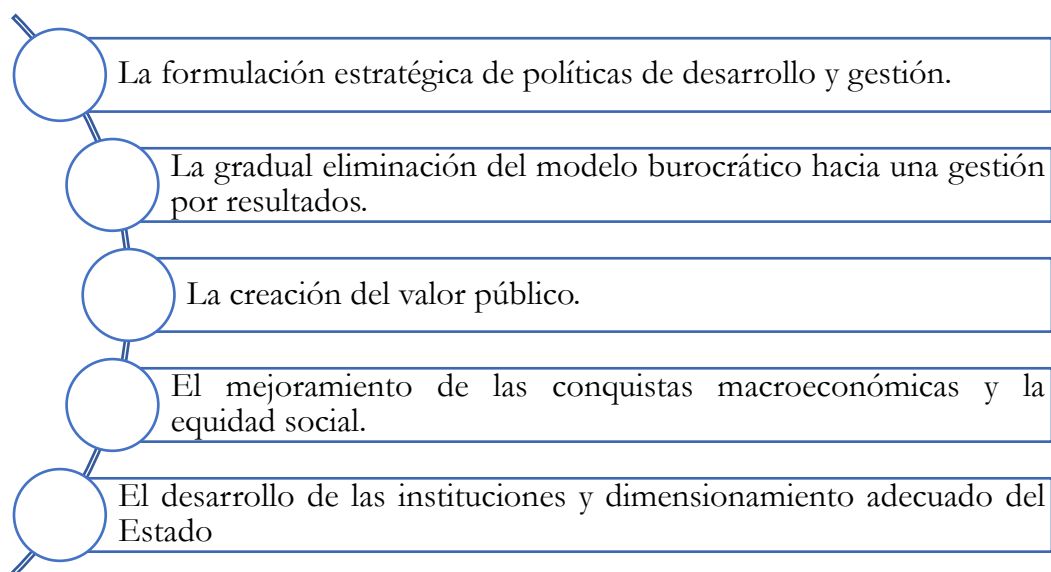 La formulación estratégica de políticas de desarrollo y gestión.
La gradual eliminación del modelo burocrático hacia una gestión
por resultados.
La creación del valor público.
El mejoramiento de las conquistas macroeconómicas y la
equidad social.
El desarrollo de las instituciones y dimensionamiento adecuado del
Estado